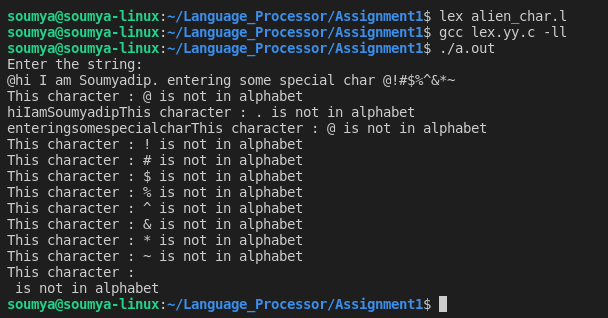 soumya@soumya-linux:~/Language_Processor/Assignment1$ lex alien_char.l
soumya@soumya-linux:~/Language_Processor/Assignment1$ gcc lex.yy.c -ll
soumya@soumya-linux:~/Language_Processor/Assignment1$ ./a.out
Enter the string:
@hi I am Soumyadip. entering some special char @!#$%^&*~
This character : @ is not in alphabet
hiIamSoumyadipThis character : . is not in alphabet
enteringsomespecialcharThis character : @ is not in alphabet
This character : ! is not in alphabet
This character : # is not in alphabet
This character : $ is not in alphabet
This character : % is not in alphabet
This character : ^ is not in alphabet
This character : & is not in alphabet
This character : * is not in alphabet
This character : ~ is not in alphabet
This character :
 is not in alphabet
soumya@soumya-linux:~/Language_Processor/Assignment1$